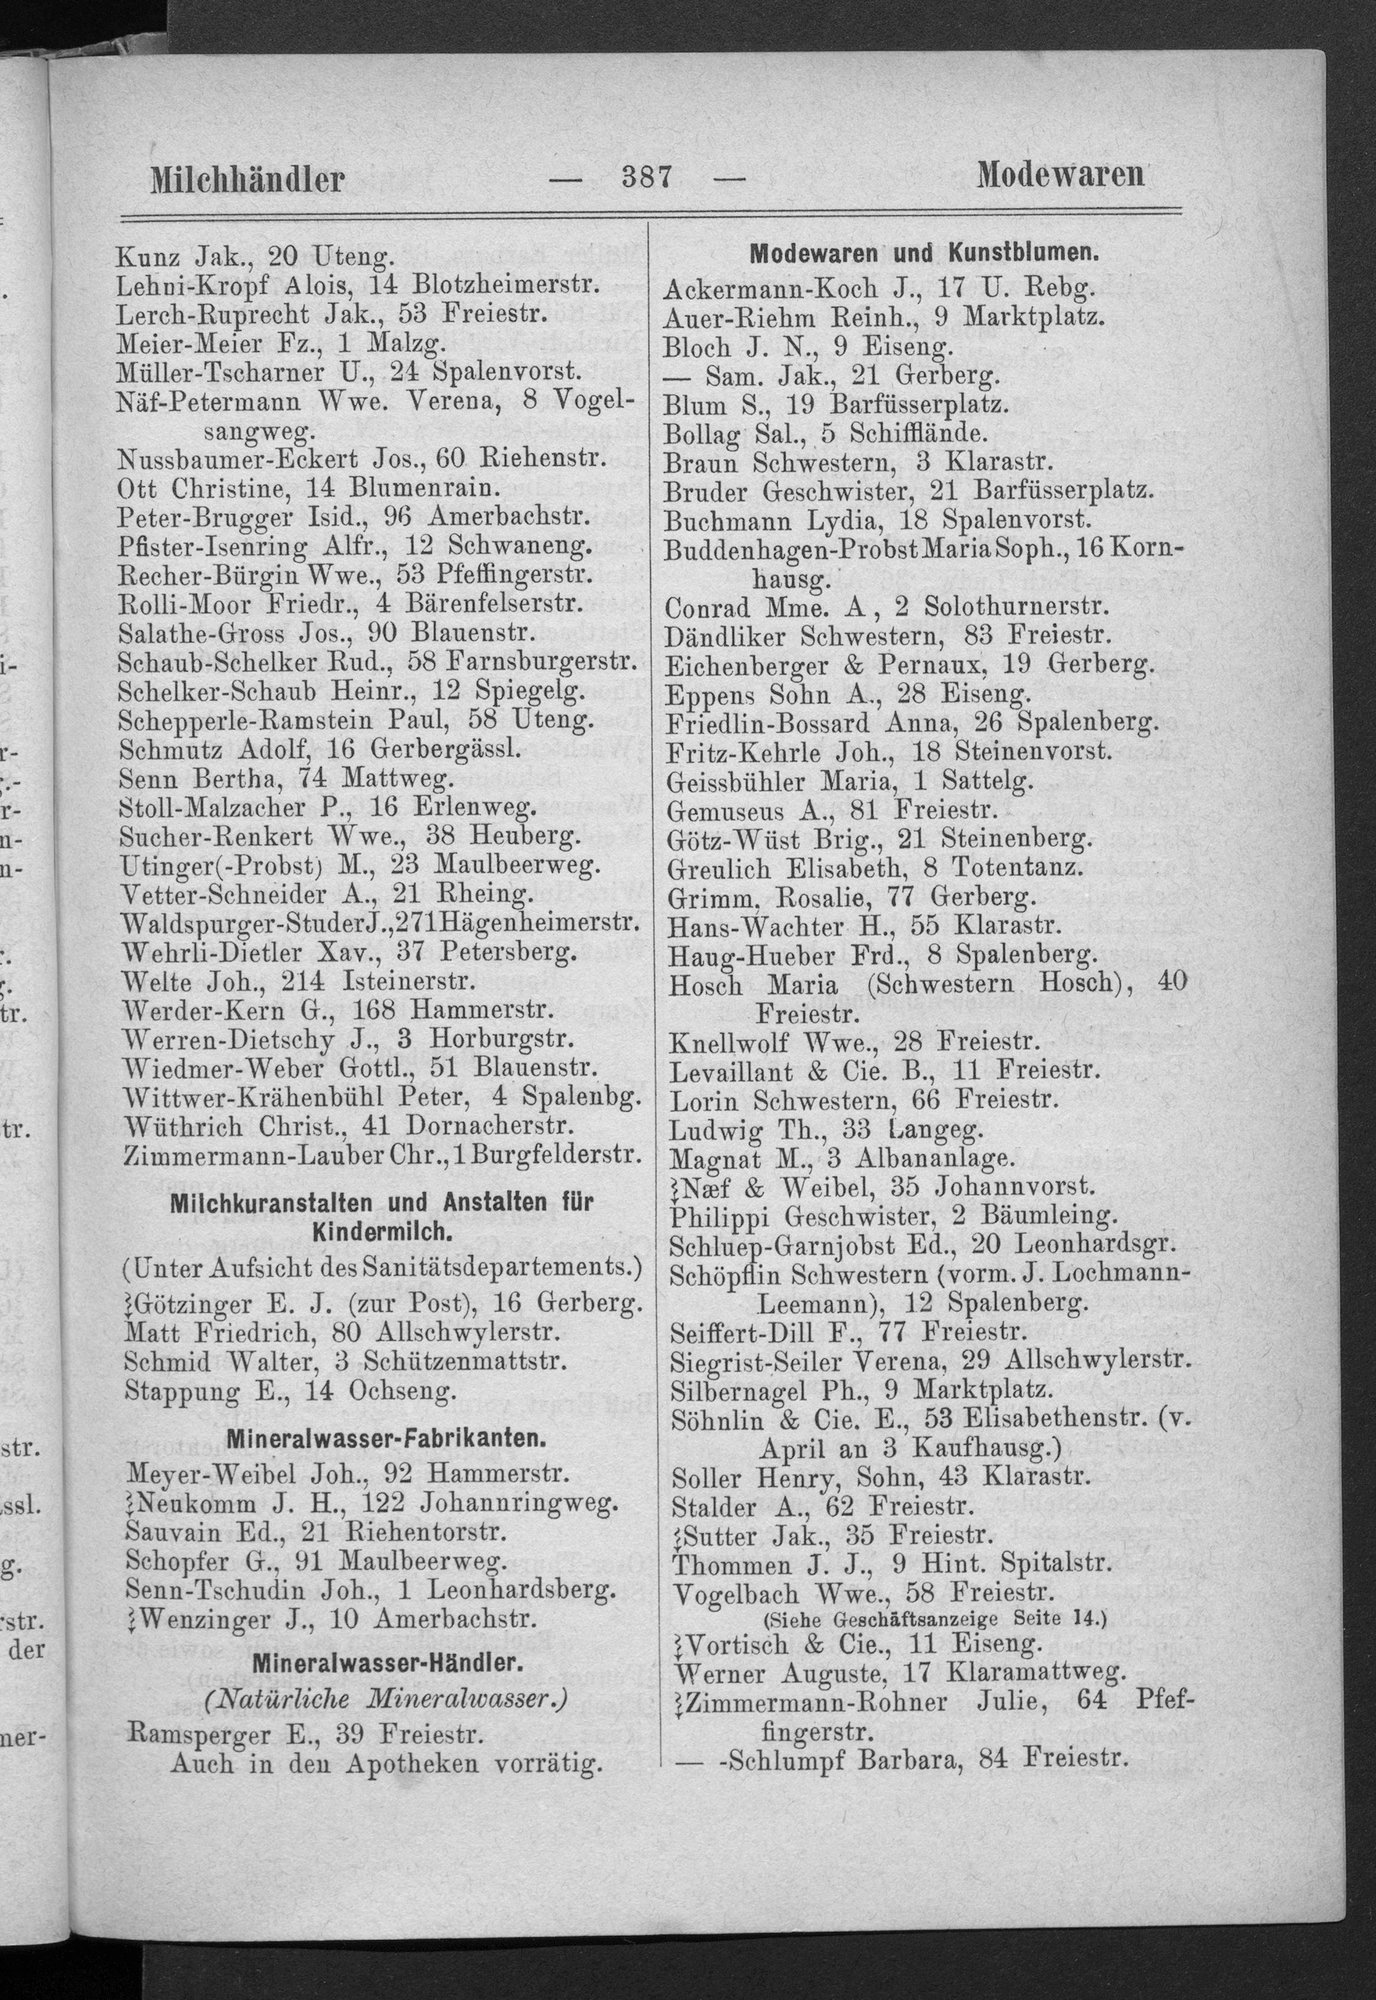 Milchhändler — 387 — Modewaren
Kunz Jak., 20 Uteng.
Lehni-Kropf Alois, 14 Blotzheimerstr.
Lerch-Ruprecht Jak., 53 Freiestr.
Meier-Meier Fz., 1 Malzg.
Müller-Tscharner U., 24 Spalenvorst.
Näf-Petermann Wwe. Verena, 8 Vogel-
sangweg.
Nussbaumer-Eckert Jos., 60 Riehenstr.
Ott Christine, 14 Blumenrain.
Peter-Brugger Isid., 96 Amerbachstr.
Pfister-Isenring Alfr., 12 Schwaneng.
Recher-Bürgin Wwe., 53 Pfeffingerstr.
Rolli-Moor Friedr., 4 Bärenfelserstr.
Salathe-Gross Jos., 90 Blauenstr.
Schaub-Schelker Rud., 58 Farnsburgerstr.
Schelker-Schaub Heinr., 12 Spiegelg.
Schepperle-Ramstein Paul, 58 Uteng.
Schmutz Adolf, 16 Gerbergässl.
Senn Bertha, 74 Mattweg.
Stoll-Malzacher P., 16 Erlenweg.
Sucher-Renkert Wwe., 38 Heuberg.
Utinger(-Probst) M., 23 Maulbeerweg.
Vetter-Schneider A., 21 Rheing.
Waldspurger-Studer J., 271 Hägenheimerstr.
Wehrli-Dietler Xav., 37 Petersberg.
Welte Joh., 214 Isteinerstr.
Werder-Kern G., 168 Hammerstr.
Werren-Dietschy J., 3 Horburgstr.
Wiedmer-Weber Gottl., 51 Blauenstr.
Wittwer-Krähenbühl Peter, 4 Spalenbg.
Wüthrich Christ., 41 Dornacherstr.
Zimmermann-Lauber Chr., 1 Burgfelderstr.
Milchkuranstalten und Anstalten für
Kindermilch.
(Unter Aufsicht des Sanitätsdepartements.)
⸾Götzinger E. J. (zur Post), 16 Gerberg.
Matt Friedrich, 80 Allschwylerstr.
Schmid Walter, 3 Schützenmattstr.
Stappung E., 14 Ochseng.
Mineralwasser-Fabrikanten.
Meyer-Weibel Joh., 92 Hammerstr.
⸾Neukomm J. H., 122 Johannringweg.
Sauvain Ed., 21 Riehentorstr.
Schopfer G., 91 Maulbeerweg.
Senn-Tschudin Joh., 1 Leonhardsberg.
⸾Wenzinger J., 10 Amerbachstr.
Mineralwasser-Händler.
(Natürliche Mineralwasser.)
Ramsperger E., 39 Freiestr.
Auch in den Apotheken vorrätig.
Modewaren und Kunstblumen.
Ackermann-Koch J., 17 U. Rebg.
Auer-Riehm Reinh., 9 Marktplatz.
Bloch J. N., 9 Eiseng.
— Sam. Jak., 21 Gerberg.
Blum S., 19 Barfüsserplatz.
Bollag Sal., 5 Schifflände.
Braun Schwestern, 3 Klarastr.
Bruder Geschwister, 21 Barfüsserplatz.
Buchmann Lydia, 18 Spalenvorst.
Buddenhagen-Probst Maria Soph., 16 Korn-
hausg.
Conrad Mme. A , 2 Solothurnerstr.
Dändliker Schwestern, 83 Freiestr.
Eichenberger & Pernaux, 19 Gerberg.
Eppens Sohn A., 28 Eiseng.
Friedlin-Bossard Anna, 26 Spalenberg.
Fritz-Kehrle Joh., 18 Steinenvorst.
Geissbühler Maria, 1 Sattelg.
Gemuseus A., 81 Freiestr.
Götz-Wüst Brig., 21 Steinenberg.
Greulich Elisabeth, 8 Totentanz.
Grimm, Rosalie, 77 Gerberg.
Hans-Wachter H., 55 Klarastr.
Haug-Hueber Frd., 8 Spalenberg.
Hosch Maria (Schwestern Hosch), 40
Freiestr.
Knellwolf Wwe., 28 Freiestr.
Levaillant & Cie. B., 11 Freiestr.
Lorin Schwestern, 66 Freiestr.
Ludwig Th., 33 Langeg.
Magnat M., 3 Albananlage.
⸾Næf & Weibel, 35 Johannvorst.
Philippi Geschwister, 2 Bäumleing.
Schluep-Garnjobst Ed., 20 Leonhardsgr.
Schöpflin Schwestern (vorm. J. Lochmann-
Leemann), 12 Spalenberg.
Seiffert-Dill F., 77 Freiestr.
Siegrist-Seiler Verena, 29 Allschwylerstr.
Silbernagel Ph., 9 Marktplatz.
Söhnlin & Cie. E., 53 Elisabethenstr. (v.
April an 3 Kaufhausg.)
Soller Henry, Sohn, 43 Klarastr.
Stalder A., 62 Freiestr.
⸾Sutter Jak., 35 Freiestr.
Thommen J. J., 9 Hint. Spitalstr.
Vogelbach Wwe., 58 Freiestr.
(Siehe Geschäftsanzeige Seite 14.)
⸾Vortisch & Cie., 11 Eiseng.
Werner Auguste, 17 Klaramattweg.
⸾Zimmermann-Rohner Julie, 64 Pfef-
fingerstr.
— -Schlumpf Barbara, 84 Freiestr.